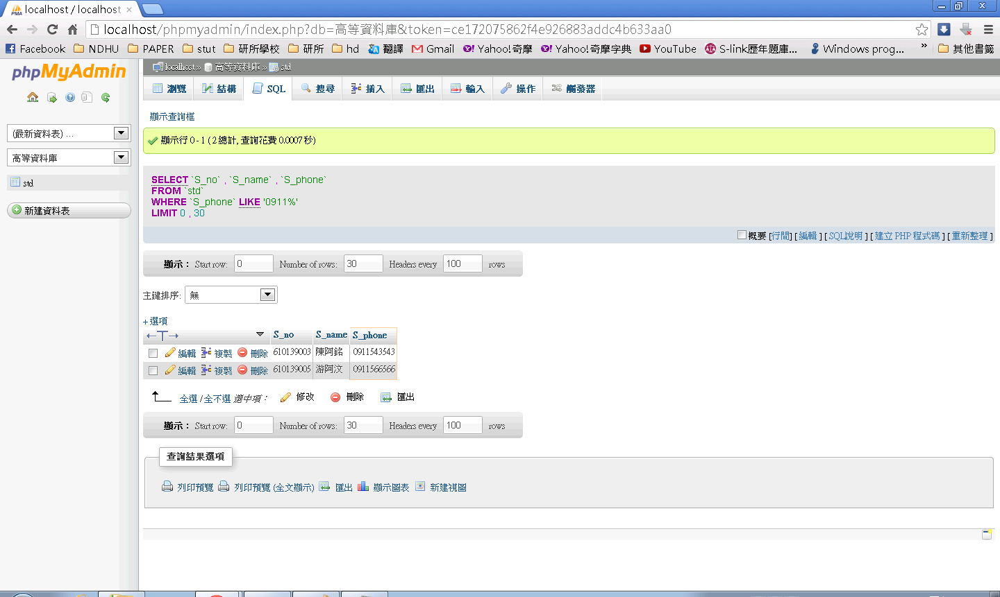 localhost / localhost
localhost/phpmyadmin/index.php?db=高等資料庫&token=ce172075862f4e926883addc4b633aa0
Facebook NDHU PAPER stut 研所學校 研所 hd 翻譯 Gmail Yahoo!奇摩 Yahoo!奇摩字典 YouTube S-link歷年題庫... Windows prog... » 其他書籤
phpMyAdmin
(最新資料表) ...
高等資料庫
std
新建資料表
localhost » 高等資料庫 » std
瀏覽 結構 SQL 搜尋 插入 匯出 輸入 操作 觸發器
顯示查詢框
顯示行 0 - 1 ( 2 總計, 查詢花費 0.0007 秒)
SELECT `S_no` , `S_name` , `S_phone`
FROM `std`
WHERE `S_phone` LIKE '0911%'
LIMIT 0 , 30
概要 [行間] [ 編輯 ] [ SQL說明 ] [ 建立 PHP 程式碼 ] [ 重新整理 ]
顯示： Start row: 0 Number of rows: 30 Headers every 100 rows
主鍵排序: 無
+ 選項
←T→ S_no S_name S_phone
編輯 複製 刪除 610139003 陳阿銘 0911543543
編輯 複製 刪除 610139005 游阿汶 0911566566
全選 / 全不選 選中項： 修改 刪除 匯出
顯示： Start row: 0 Number of rows: 30 Headers every 100 rows
查詢結果選項
列印預覽 列印預覽 (全文顯示) 匯出 顯示圖表 新建視圖